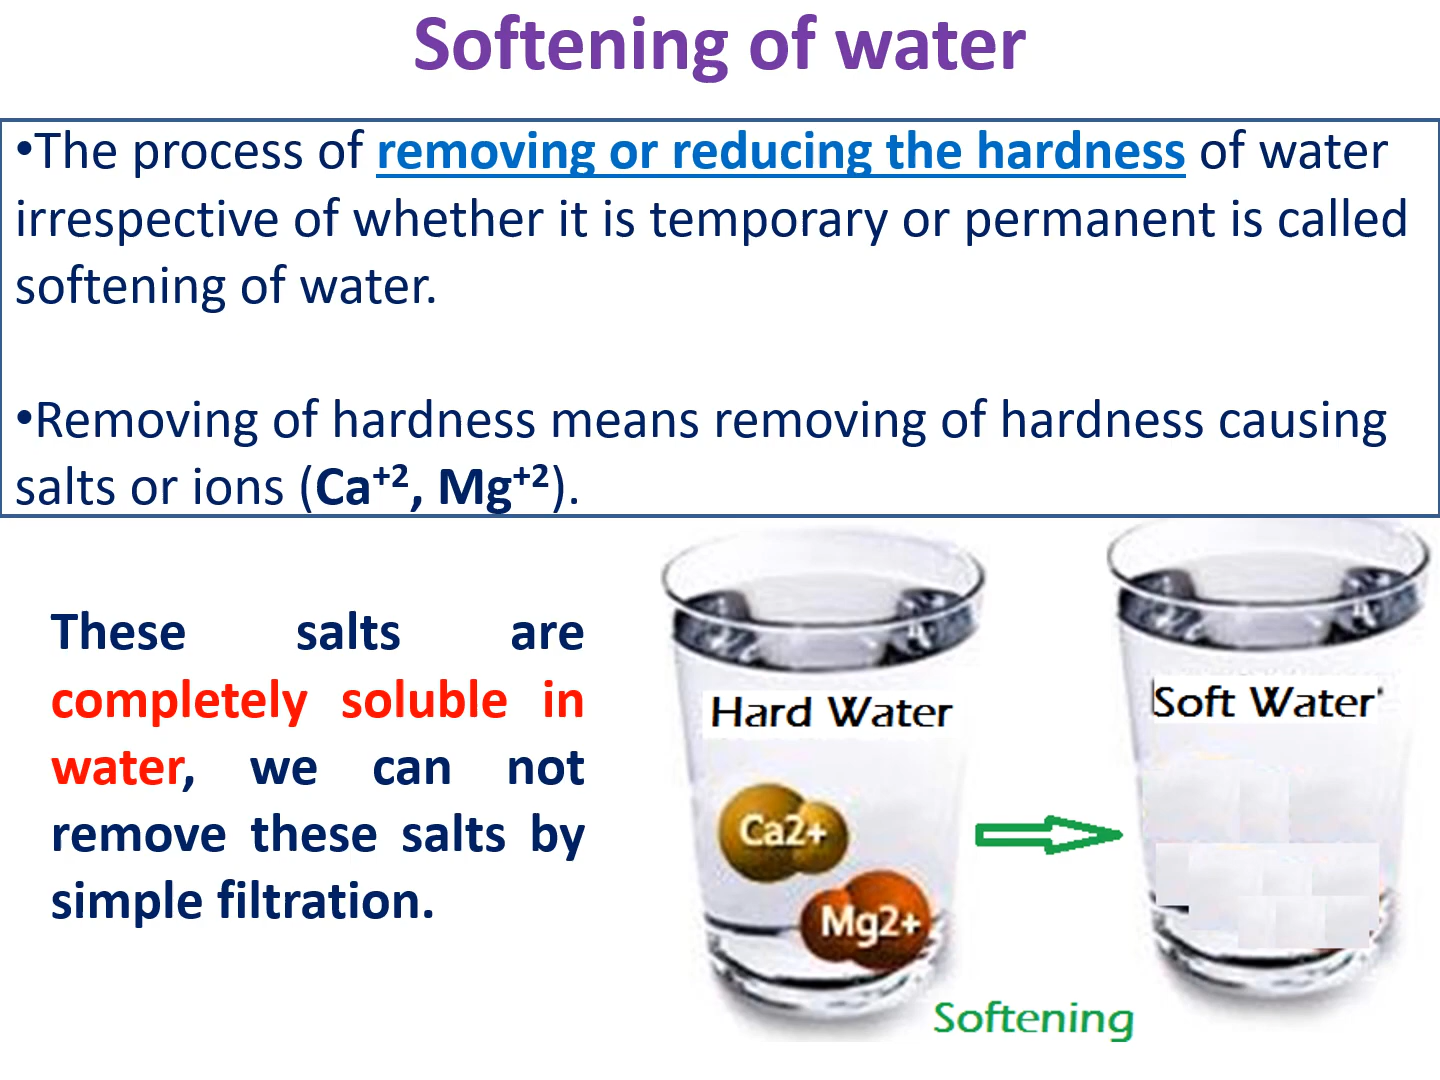 Softening of water
•The process of removing or reducing the hardness of water
irrespective of whether it is temporary or permanent is called
softening of water.
•Removing of hardness means removing of hardness causing
salts or ions (Ca⁺², Mg⁺²).
These salts are
completely soluble in
water, we can not
remove these salts by
simple filtration.
Hard Water
Ca2+
Mg2+
Soft Water
Softening